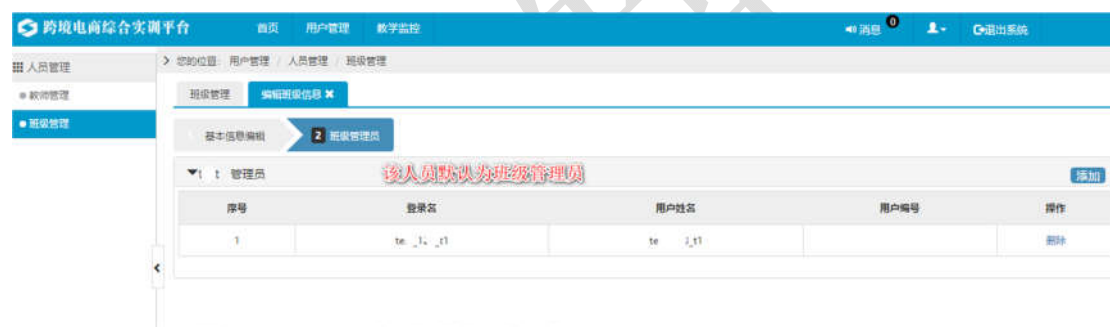 跨境电商综合实训平台 首页 用户管理 教学监控 消息 0 退出系统
人员管理
您的位置: 用户管理 / 人员管理 / 班级管理
教师管理
班级管理 编辑班级信息 ×
班级管理
基本信息编辑 2 班级管理员
管理员 该人员默认为班级管理员 添加
序号 登录名 用户姓名 用户编号 操作
1 删除